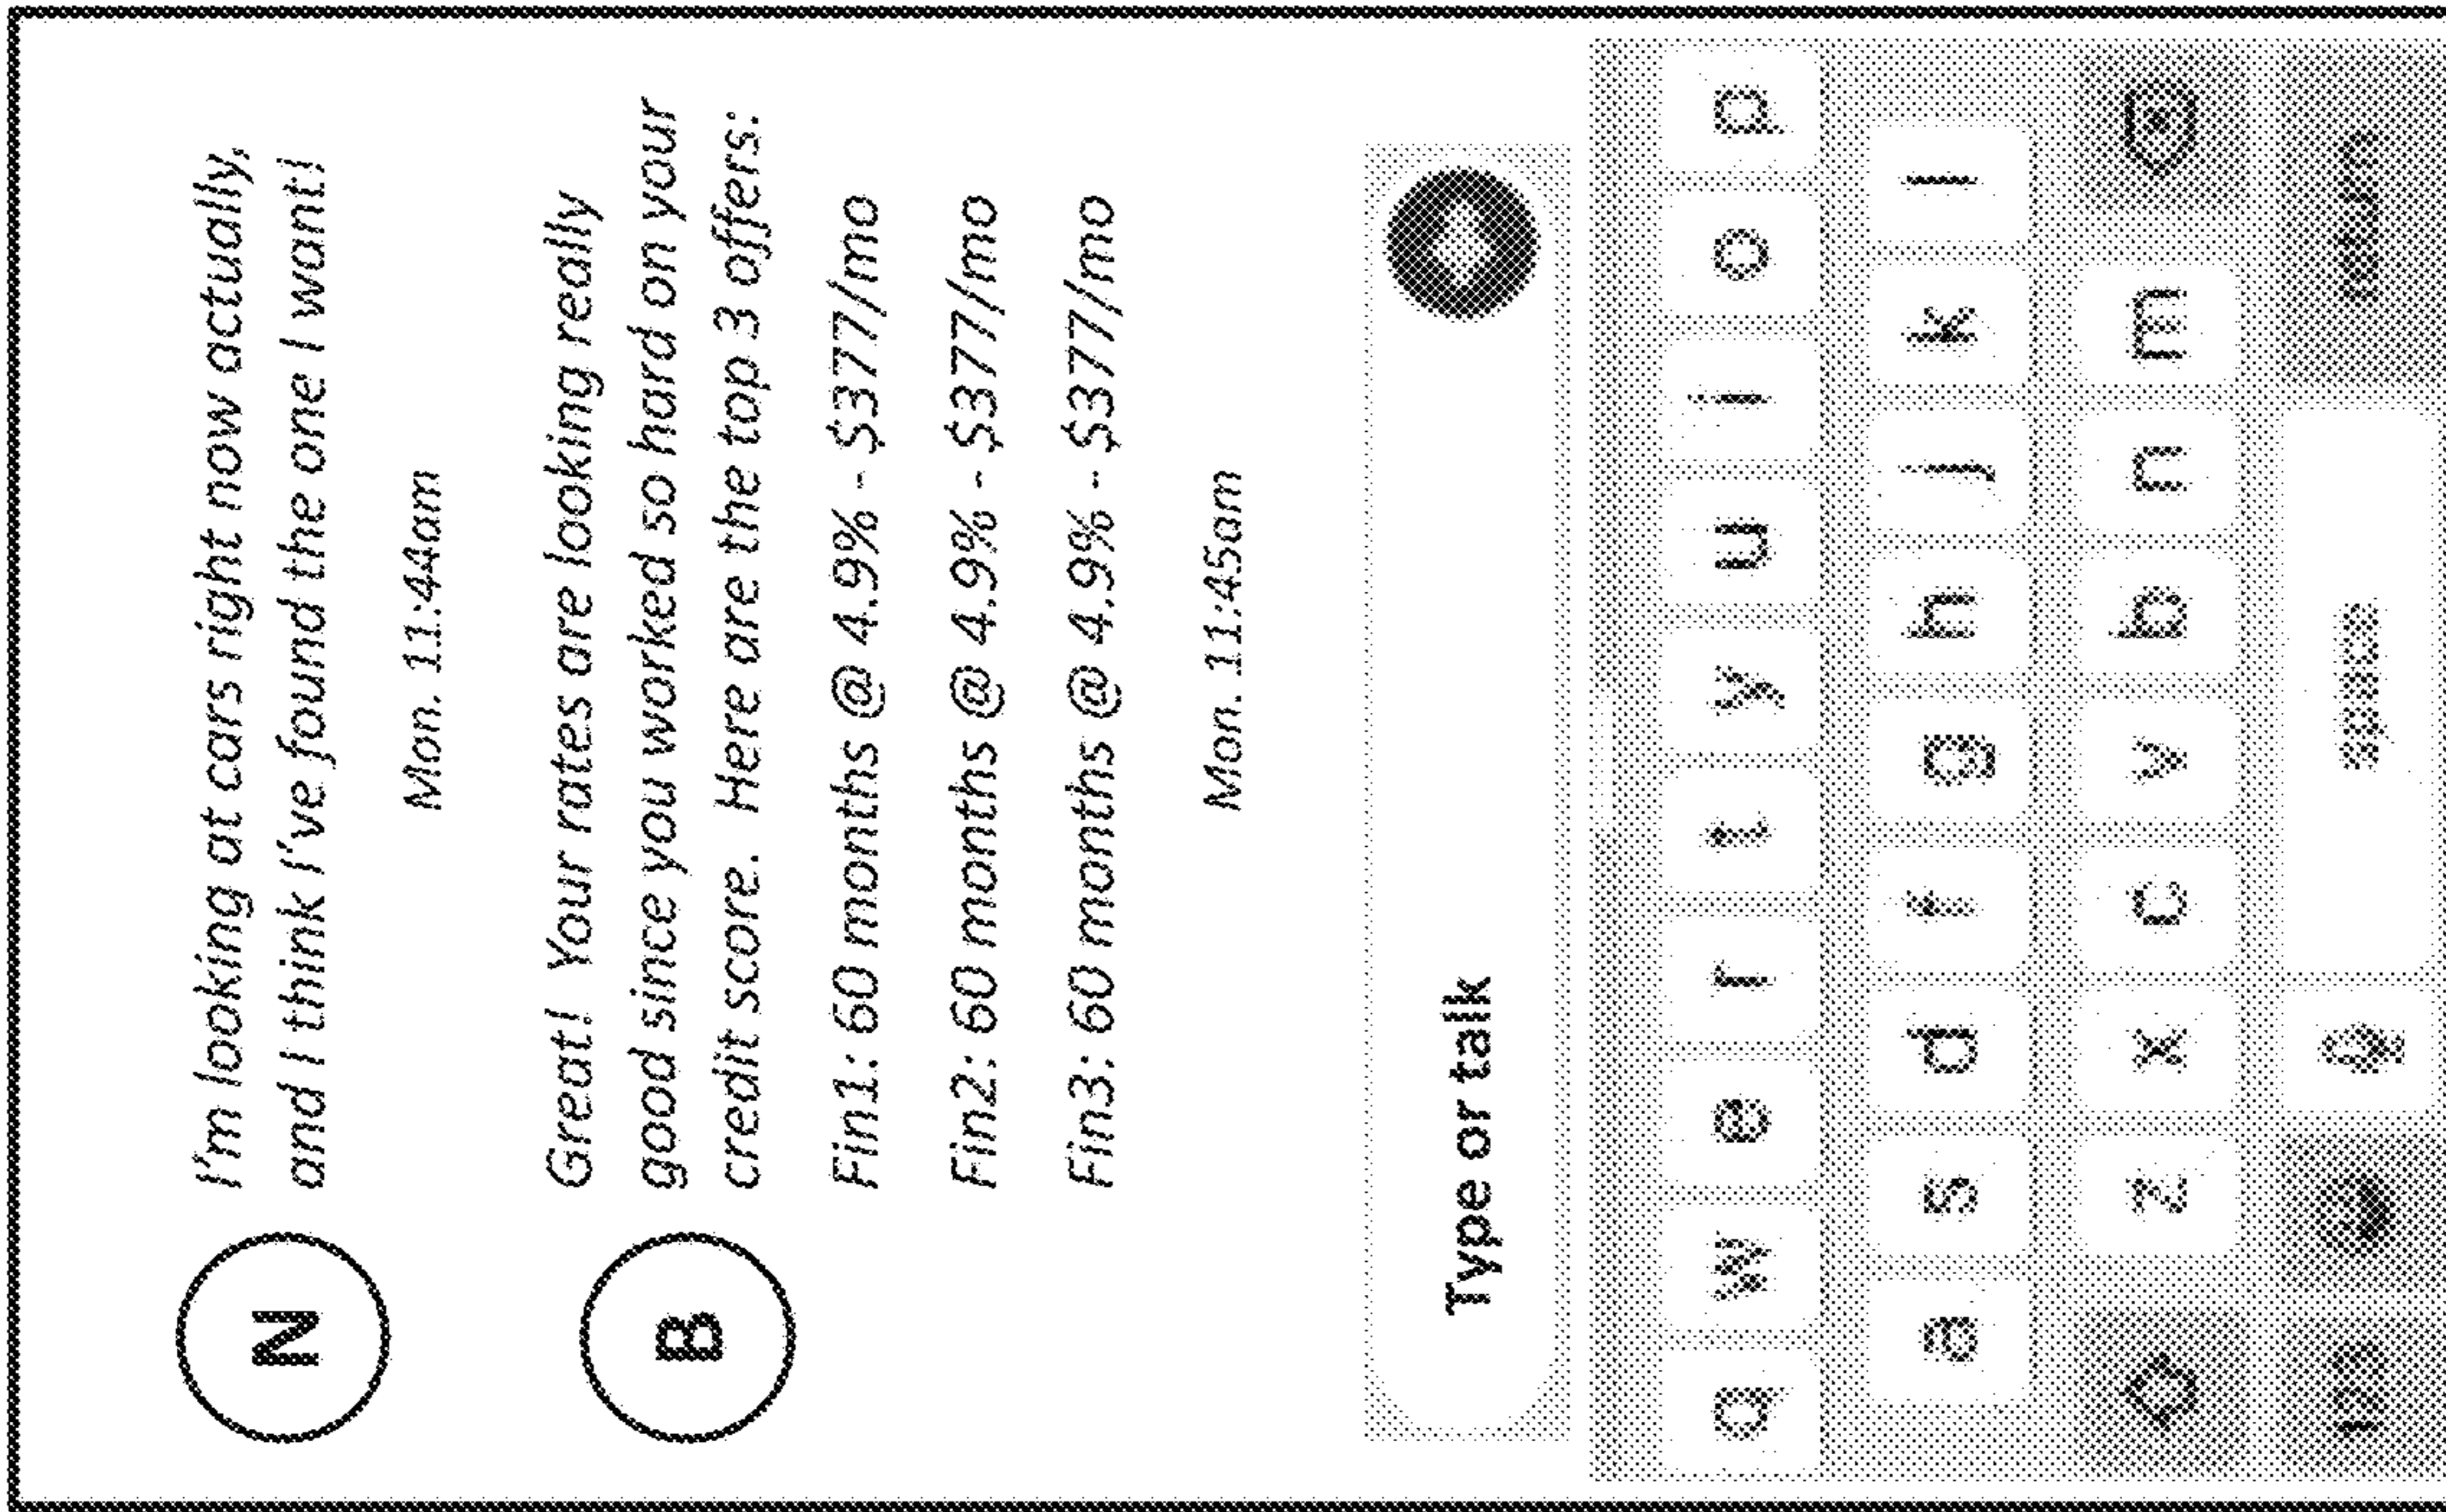 N
I'm looking at cars right now actually,
and I think I've found the one I want!
Mon. 11:44am
B
Great!  Your rates are looking really
good since you worked so hard on your
credit score.  Here are the top 3 offers:
Fin1: 60 months @ 4.9% - $377/mo
Fin2: 60 months @ 4.9% - $377/mo
Fin3: 60 months @ 4.9% - $377/mo
Mon. 11:45am
Type or talk
q w e r t y u i o p
a s d f g h j k l
z x c v b n m
123 space return